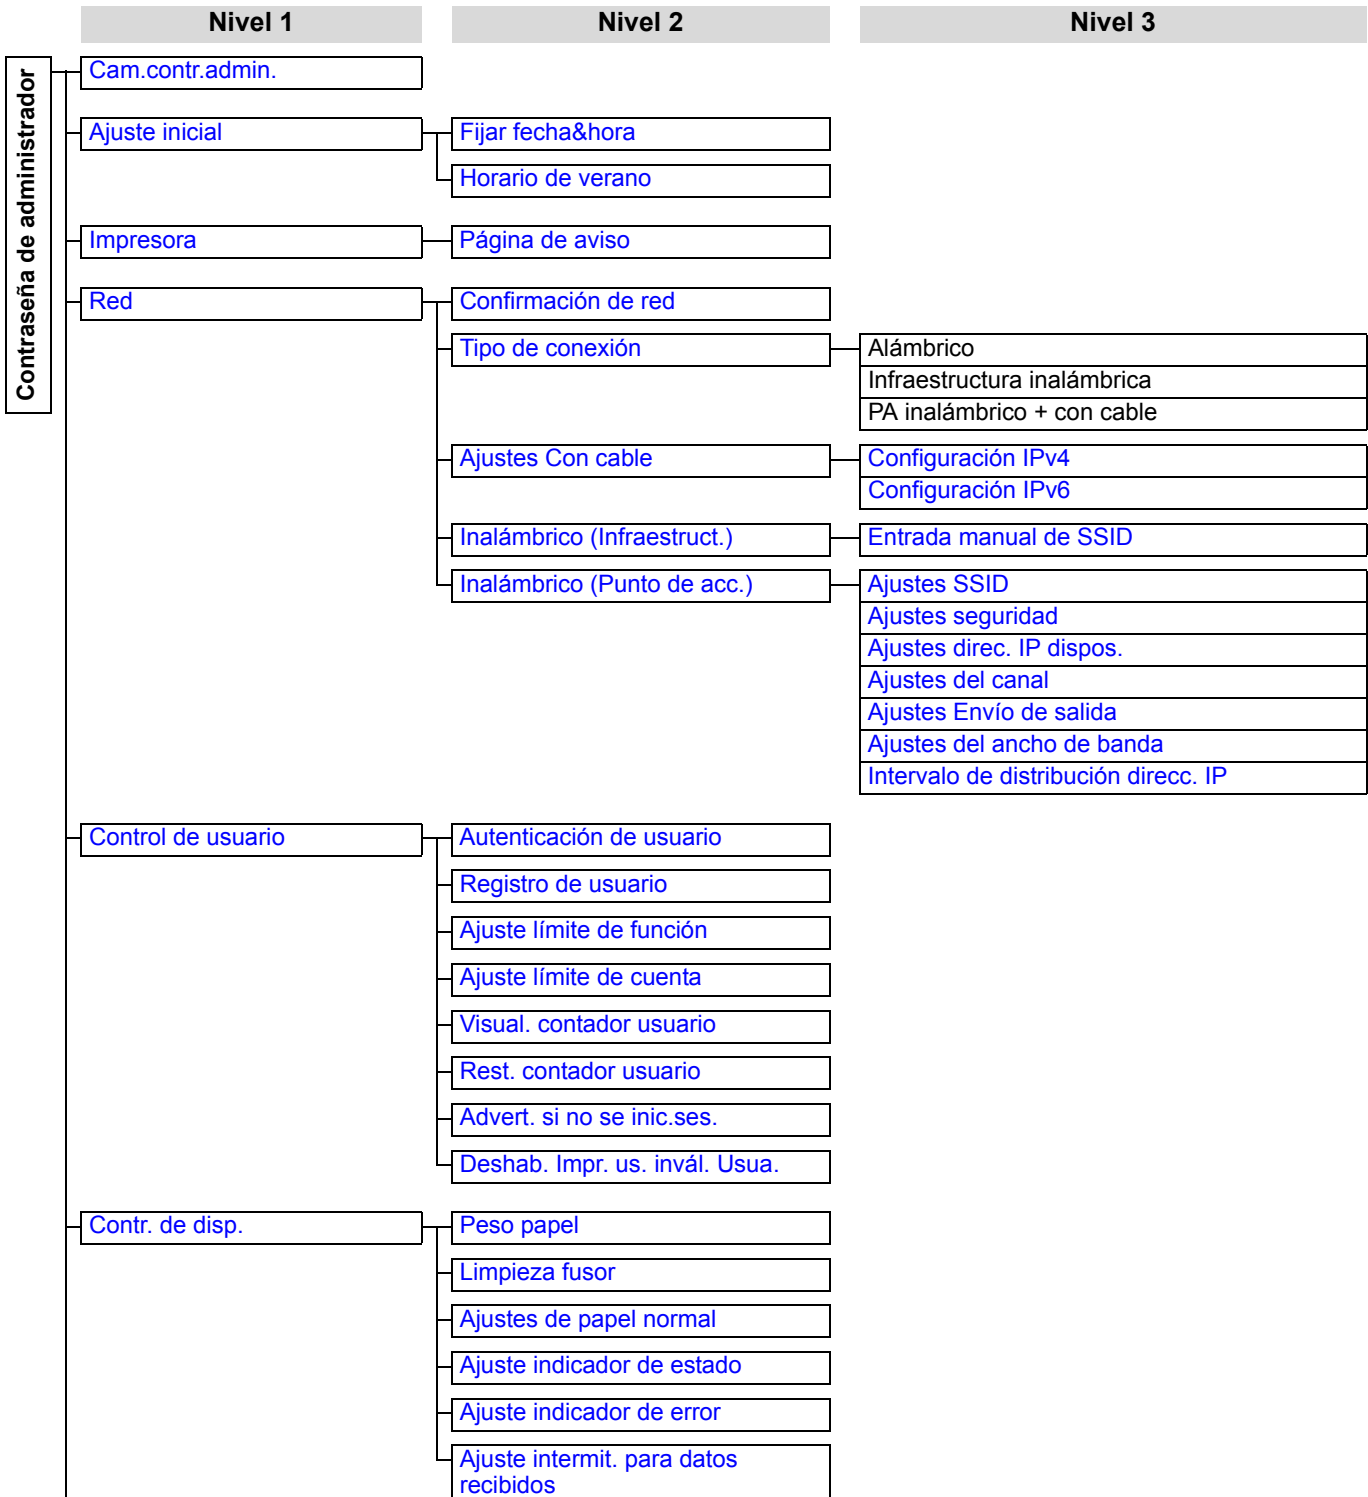 Nivel 1
Nivel 2
Nivel 3
Contraseña de administrador
Cam.contr.admin.
Ajuste inicial
Fijar fecha&hora
Horario de verano
Impresora
Página de aviso
Red
Confirmación de red
Tipo de conexión
Alámbrico
Infraestructura inalámbrica
PA inalámbrico + con cable
Ajustes Con cable
Configuración IPv4
Configuración IPv6
Inalámbrico (Infraestruct.)
Entrada manual de SSID
Inalámbrico (Punto de acc.)
Ajustes SSID
Ajustes seguridad
Ajustes direc. IP dispos.
Ajustes del canal
Ajustes Envío de salida
Ajustes del ancho de banda
Intervalo de distribución direcc. IP
Control de usuario
Autenticación de usuario
Registro de usuario
Ajuste límite de función
Ajuste límite de cuenta
Visual. contador usuario
Rest. contador usuario
Advert. si no se inic.ses.
Deshab. Impr. us. invál. Usua.
Contr. de disp.
Peso papel
Limpieza fusor
Ajustes de papel normal
Ajuste indicador de estado
Ajuste indicador de error
Ajuste intermit. para datos
recibidos